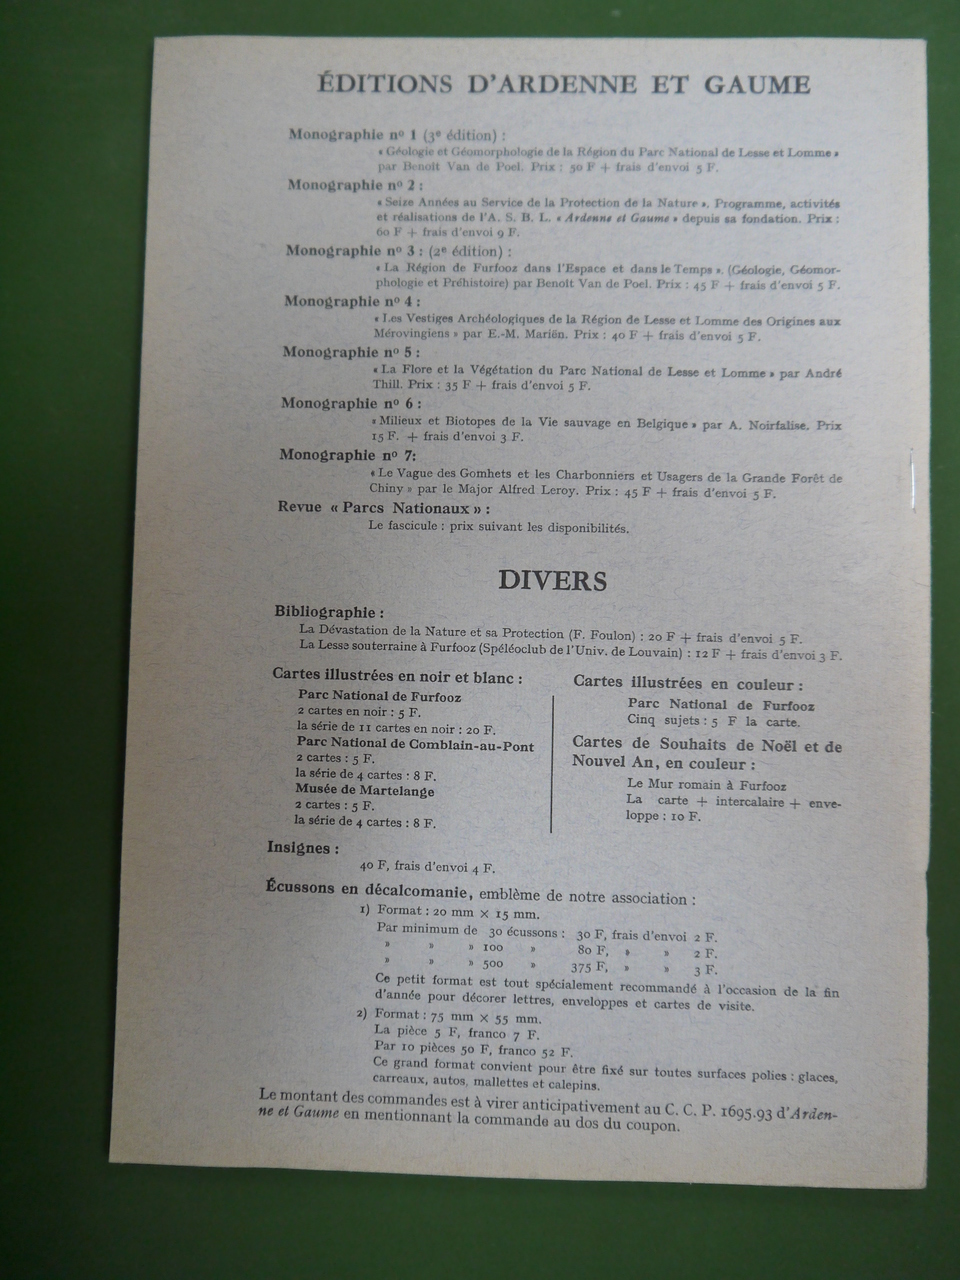 ÉDITIONS D'ARDENNE ET GAUME
Monographie nº 1 (3e édition) :
« Géologie et Géomorphologie de la Région du Parc National de Lesse et Lomme »
par Benoît Van de Poel. Prix : 50 F + frais d'envoi 5 F.
Monographie nº 2 :
« Seize Années au Service de la Protection de la Nature ». Programme, activités
et réalisations de l'A. S. B. L. « Ardenne et Gaume » depuis sa fondation. Prix :
60 F + frais d'envoi 9 F.
Monographie nº 3 : (2e édition) :
« La Région de Furfooz dans l'Espace et dans le Temps ». (Géologie, Géomor-
phologie et Préhistoire) par Benoît Van de Poel. Prix : 45 F + frais d'envoi 5 F.
Monographie nº 4 :
« Les Vestiges Archéologiques de la Région de Lesse et Lomme des Origines aux
Mérovingiens » par E.-M. Mariën. Prix : 40 F + frais d'envoi 5 F.
Monographie nº 5 :
« La Flore et la Végétation du Parc National de Lesse et Lomme » par André
Thill. Prix : 35 F + frais d'envoi 5 F.
Monographie nº 6 :
« Milieux et Biotopes de la Vie sauvage en Belgique » par A. Noirfalise. Prix
15 F. + frais d'envoi 3 F.
Monographie nº 7:
« Le Vague des Gomhets et les Charbonniers et Usagers de la Grande Forêt de
Chiny » par le Major Alfred Leroy. Prix : 45 F + frais d'envoi 5 F.
Revue « Parcs Nationaux » :
Le fascicule : prix suivant les disponibilités.
DIVERS
Bibliographie :
La Dévastation de la Nature et sa Protection (F. Foulon) : 20 F + frais d'envoi 5 F.
La Lesse souterraine à Furfooz (Spéléoclub de l'Univ. de Louvain) : 12 F + frais d'envoi 3 F.
Cartes illustrées en noir et blanc :
Parc National de Furfooz
2 cartes en noir : 5 F.
la série de 11 cartes en noir : 20 F.
Parc National de Comblain-au-Pont
2 cartes : 5 F.
la série de 4 cartes : 8 F.
Musée de Martelange
2 cartes : 5 F.
la série de 4 cartes : 8 F.
Cartes illustrées en couleur :
Parc National de Furfooz
Cinq sujets : 5 F la carte.
Cartes de Souhaits de Noël et de
Nouvel An, en couleur :
Le Mur romain à Furfooz
La carte + intercalaire + enve-
loppe : 10 F.
Insignes :
40 F, frais d'envoi 4 F.
Écussons en décalcomanie, emblème de notre association :
1) Format : 20 mm × 15 mm.
Par minimum de 30 écussons : 30 F, frais d'envoi 2 F.
» » » 100 » 80 F, » » 2 F.
» » » 500 » 375 F, » » 3 F.
Ce petit format est tout spécialement recommandé à l'occasion de la fin
d'année pour décorer lettres, enveloppes et cartes de visite.
2) Format : 75 mm × 55 mm.
La pièce 5 F, franco 7 F.
Par 10 pièces 50 F, franco 52 F.
Ce grand format convient pour être fixé sur toutes surfaces polies : glaces,
carreaux, autos, mallettes et calepins.
Le montant des commandes est à virer anticipativement au C. C. P. 1695.93 d'Arden-
ne et Gaume en mentionnant la commande au dos du coupon.